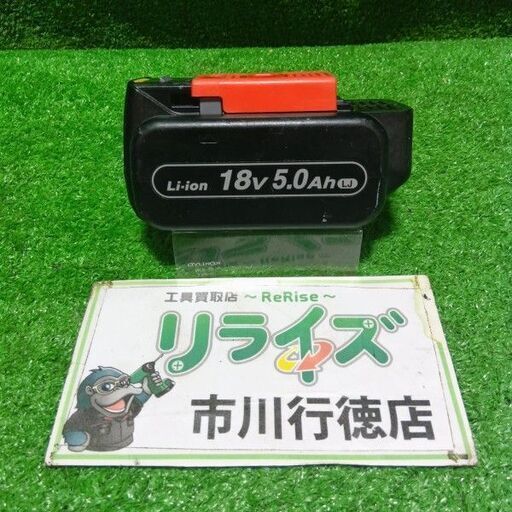 Li-ion 18V 5.0Ah LJ
工具買取店 ～ReRise～
リライズ
市川行徳店